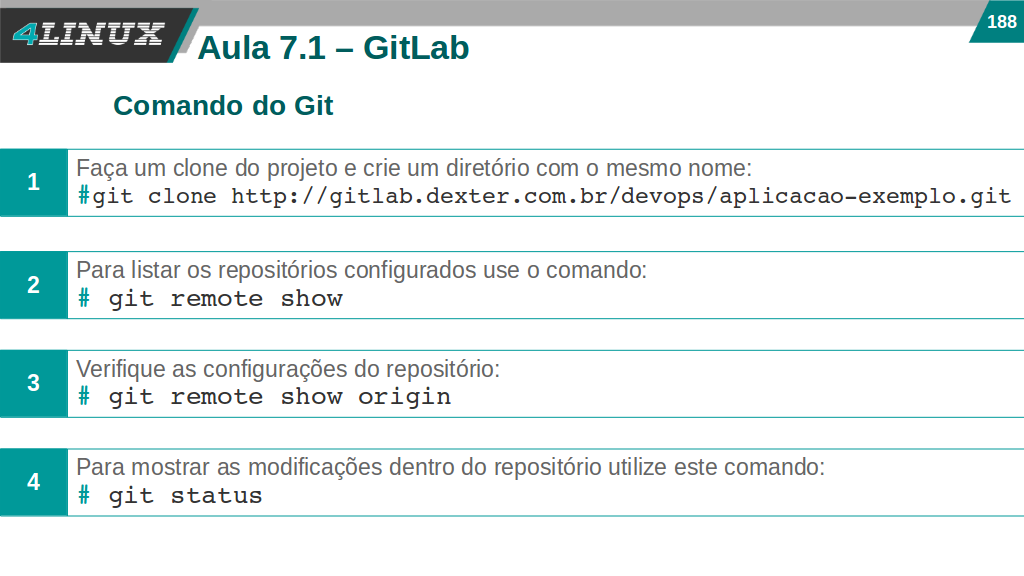 4LINUX
188
Aula 7.1 – GitLab
Comando do Git
1
Faça um clone do projeto e crie um diretório com o mesmo nome:
#git clone http://gitlab.dexter.com.br/devops/aplicacao-exemplo.git
2
Para listar os repositórios configurados use o comando:
# git remote show
3
Verifique as configurações do repositório:
# git remote show origin
4
Para mostrar as modificações dentro do repositório utilize este comando:
# git status